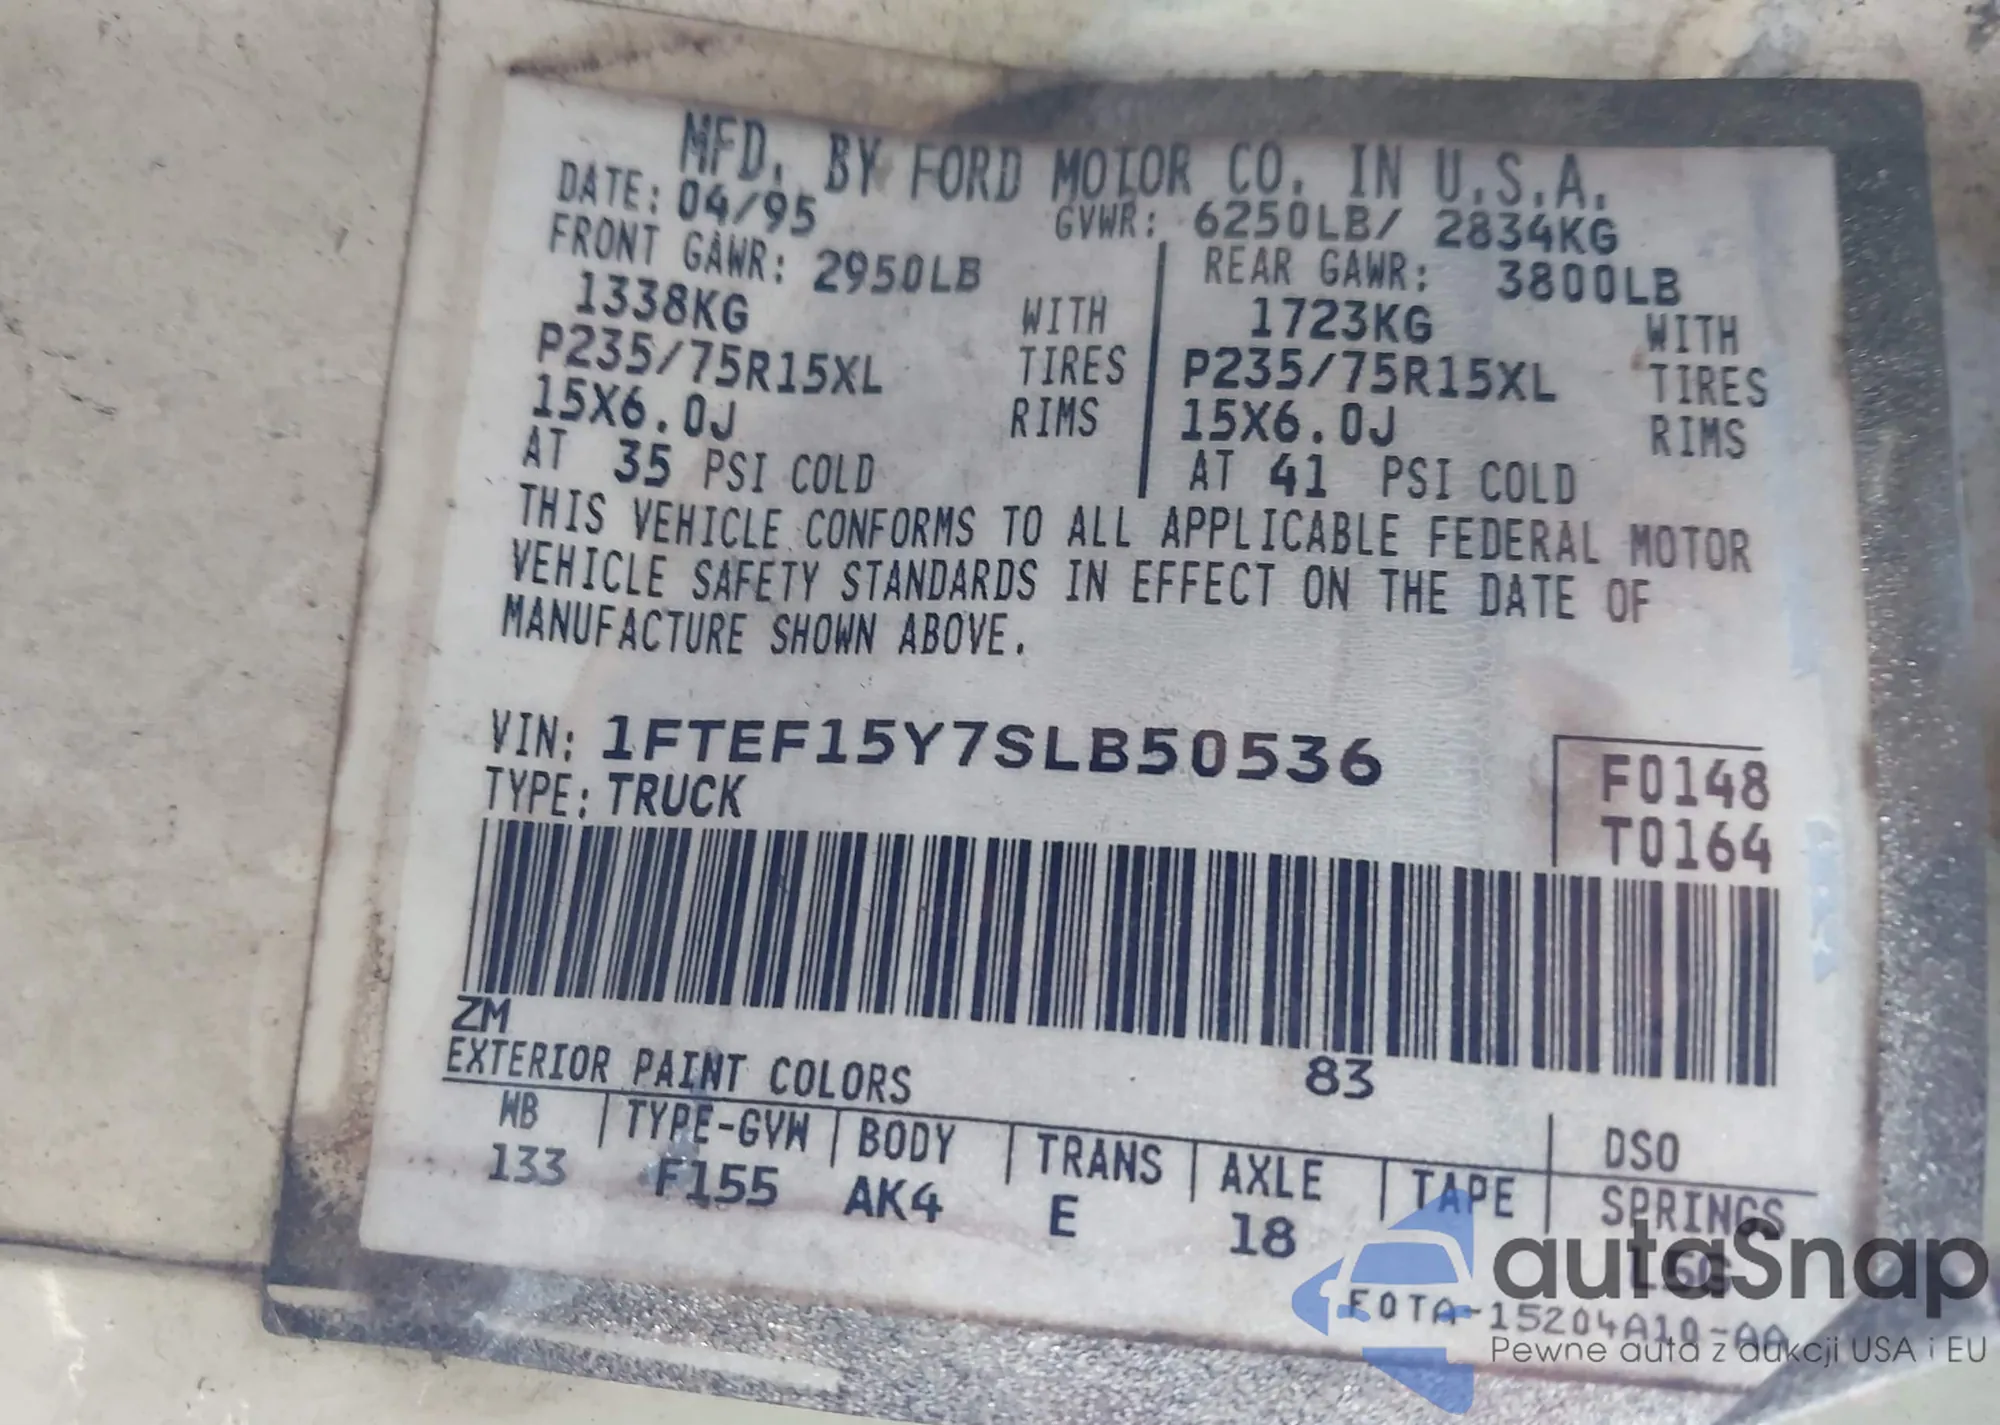 MFD. BY FORD MOTOR CO. IN U.S.A.
DATE: 04/95 GVWR: 6250LB/ 2834KG
FRONT GAWR: 2950LB REAR GAWR: 3800LB
1338KG WITH 1723KG WITH
P235/75R15XL TIRES P235/75R15XL TIRES
15X6.0J RIMS 15X6.0J RIMS
AT 35 PSI COLD AT 41 PSI COLD
THIS VEHICLE CONFORMS TO ALL APPLICABLE FEDERAL MOTOR
VEHICLE SAFETY STANDARDS IN EFFECT ON THE DATE OF
MANUFACTURE SHOWN ABOVE.
VIN: 1FTEF15Y7SLB50536
F0148
TYPE: TRUCK
T0164
ZM
EXTERIOR PAINT COLORS 83
WB TYPE-GVW BODY TRANS AXLE TAPE DSO
SPRINGS
133 F155 AK4 E 18
autaSnap
F0TA-15204A10-AA
Pewne auta z aukcji USA i EU